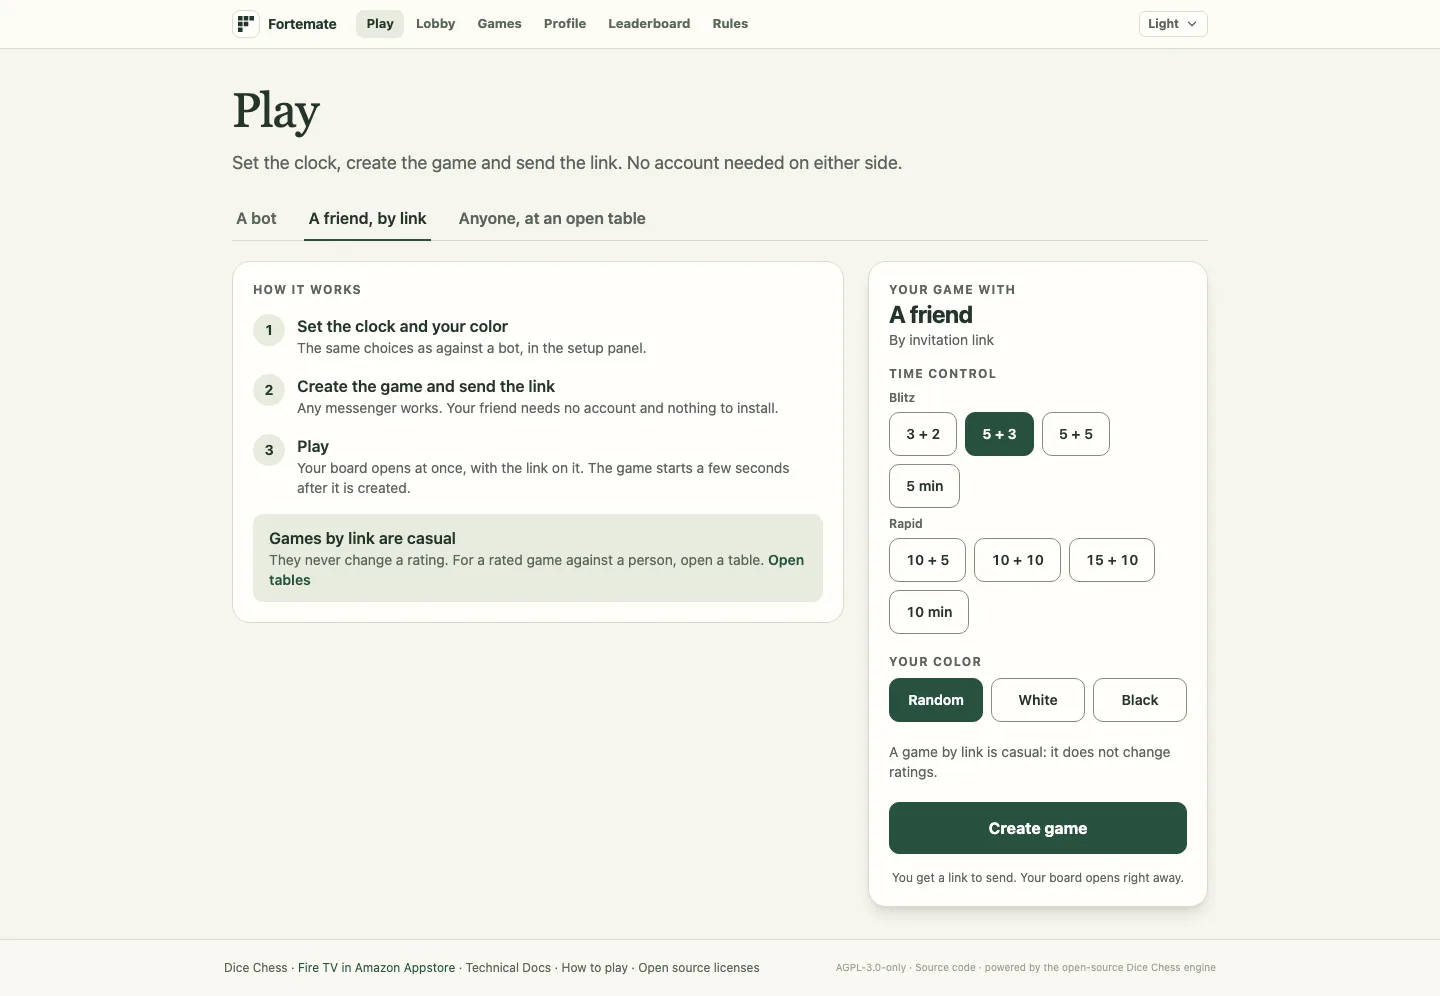 Fortemate
Play
Lobby
Games
Profile
Leaderboard
Rules
Light
Play
Set the clock, create the game and send the link. No account needed on either side.
A bot
A friend, by link
Anyone, at an open table
HOW IT WORKS
1
Set the clock and your color
The same choices as against a bot, in the setup panel.
2
Create the game and send the link
Any messenger works. Your friend needs no account and nothing to install.
3
Play
Your board opens at once, with the link on it. The game starts a few seconds
after it is created.
Games by link are casual
They never change a rating. For a rated game against a person, open a table. Open
tables
YOUR GAME WITH
A friend
By invitation link
TIME CONTROL
Blitz
3 + 2
5 + 3
5 + 5
5 min
Rapid
10 + 5
10 + 10
15 + 10
10 min
YOUR COLOR
Random
White
Black
A game by link is casual: it does not change
ratings.
Create game
You get a link to send. Your board opens right away.
Dice Chess · Fire TV in Amazon Appstore · Technical Docs · How to play · Open source licenses
AGPL-3.0-only · Source code · powered by the open-source Dice Chess engine